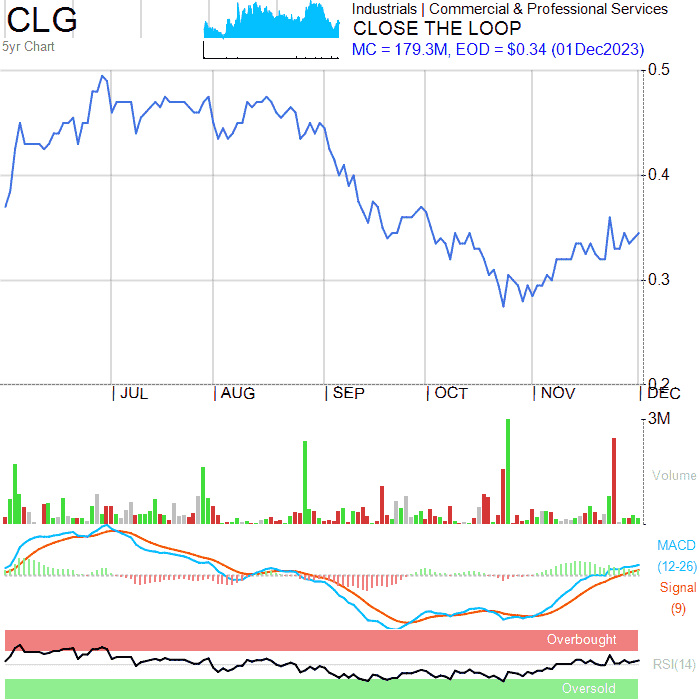 CLG
5yr Chart
Industrials | Commercial & Professional Services
CLOSE THE LOOP
MC = 179.3M, EOD = $0.34 (01Dec2023)
0.5
0.4
0.3
0.2
JUL
AUG
SEP
OCT
NOV
DEC
3M
Volume
MACD
(12-26)
Signal
(9)
Overbought
RSI(14)
Oversold